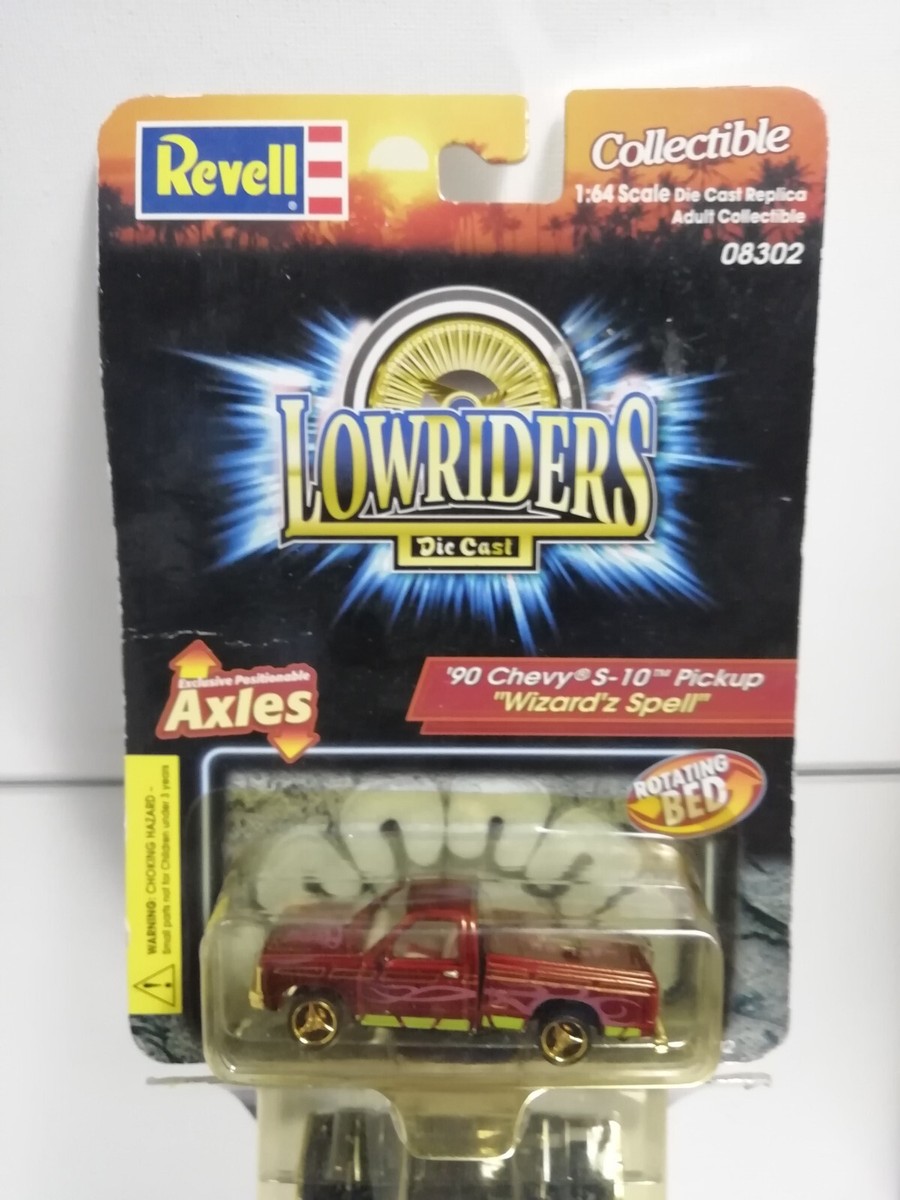 Revell®
Collectible
1:64 Scale Die Cast Replica
Adult Collectible
08302
LOWRIDERS
Die Cast
Exclusive Positionable
Axles
'90 Chevy® S-10™ Pickup
"Wizard'z Spell"
ROTATING
BED
WARNING: CHOKING HAZARD -
Small parts not for Children under 3 years